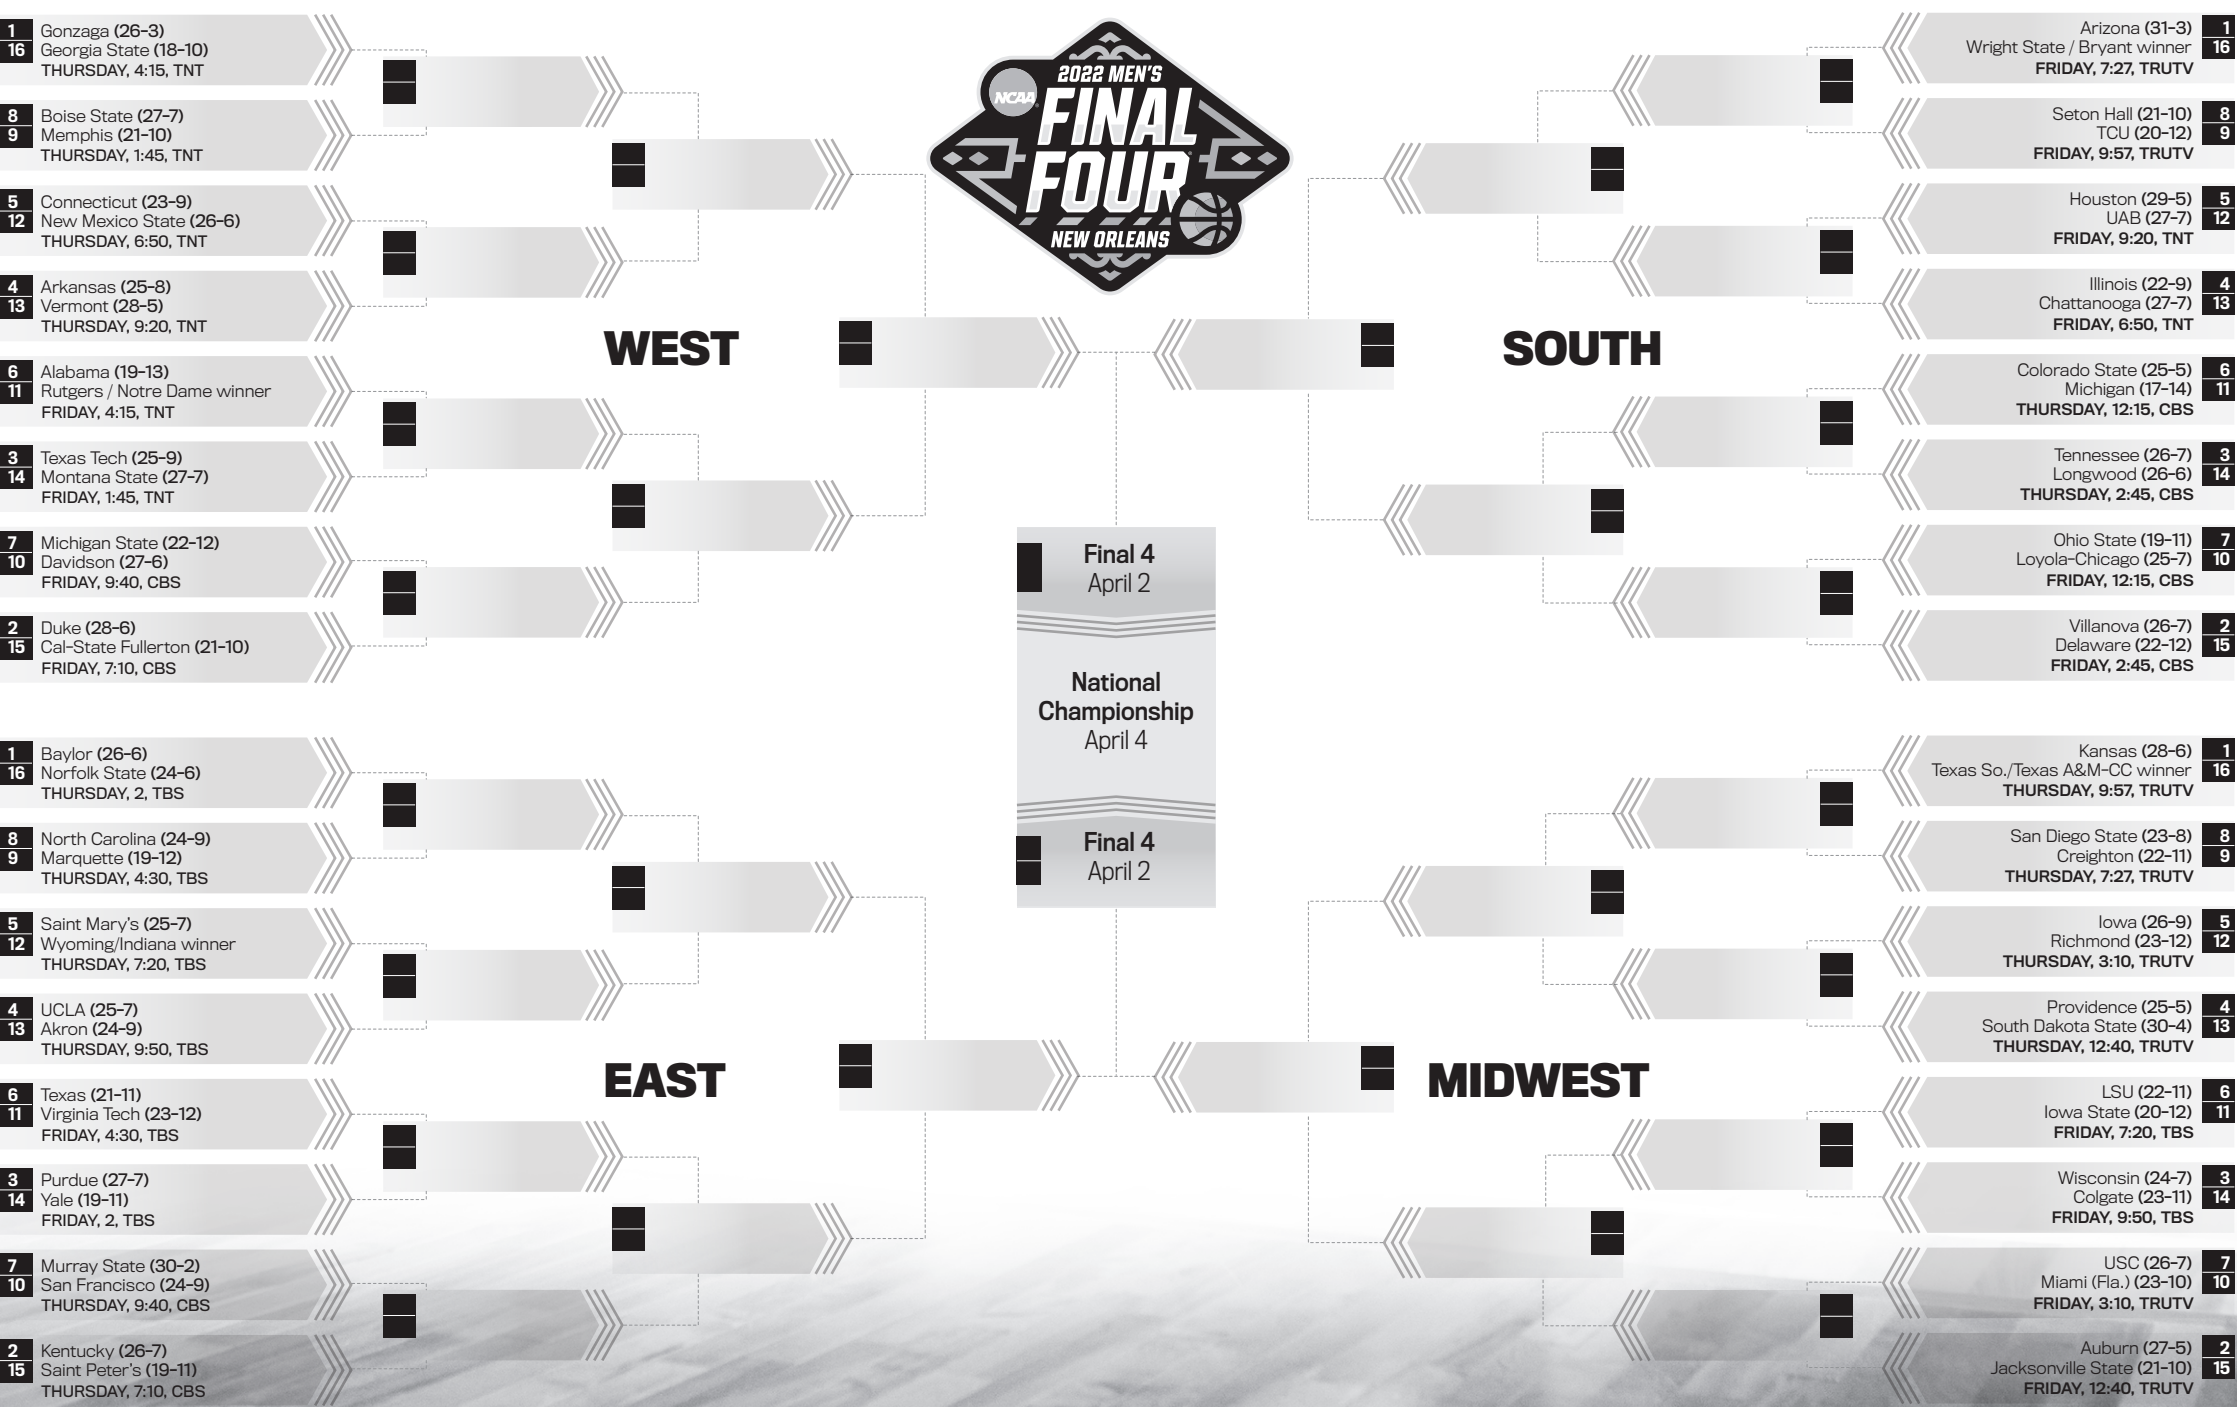 1 Gonzaga (26-3)
16 Georgia State (18-10)
THURSDAY, 4:15, TNT
8 Boise State (27-7)
9 Memphis (21-10)
THURSDAY, 1:45, TNT
5 Connecticut (23-9)
12 New Mexico State (26-6)
THURSDAY, 6:50, TNT
4 Arkansas (25-8)
13 Vermont (28-5)
THURSDAY, 9:20, TNT
6 Alabama (19-13)
11 Rutgers / Notre Dame winner
FRIDAY, 4:15, TNT
3 Texas Tech (25-9)
14 Montana State (27-7)
FRIDAY, 1:45, TNT
7 Michigan State (22-12)
10 Davidson (27-6)
FRIDAY, 9:40, CBS
2 Duke (28-6)
15 Cal-State Fullerton (21-10)
FRIDAY, 7:10, CBS
WEST
1 Baylor (26-6)
16 Norfolk State (24-6)
THURSDAY, 2, TBS
8 North Carolina (24-9)
9 Marquette (19-12)
THURSDAY, 4:30, TBS
5 Saint Mary's (25-7)
12 Wyoming/Indiana winner
THURSDAY, 7:20, TBS
4 UCLA (25-7)
13 Akron (24-9)
THURSDAY, 9:50, TBS
6 Texas (21-11)
11 Virginia Tech (23-12)
FRIDAY, 4:30, TBS
3 Purdue (27-7)
14 Yale (19-11)
FRIDAY, 2, TBS
7 Murray State (30-2)
10 San Francisco (24-9)
THURSDAY, 9:40, CBS
2 Kentucky (26-7)
15 Saint Peter's (19-11)
THURSDAY, 7:10, CBS
EAST
2022 MEN'S
NCAA
FINAL
FOUR
NEW ORLEANS
Final 4
April 2
National
Championship
April 4
Final 4
April 2
Arizona (31-3) 1
Wright State / Bryant winner 16
FRIDAY, 7:27, TRUTV
Seton Hall (21-10) 8
TCU (20-12) 9
FRIDAY, 9:57, TRUTV
Houston (29-5) 5
UAB (27-7) 12
FRIDAY, 9:20, TNT
Illinois (22-9) 4
Chattanooga (27-7) 13
FRIDAY, 6:50, TNT
Colorado State (25-5) 6
Michigan (17-14) 11
THURSDAY, 12:15, CBS
Tennessee (26-7) 3
Longwood (26-6) 14
THURSDAY, 2:45, CBS
Ohio State (19-11) 7
Loyola-Chicago (25-7) 10
FRIDAY, 12:15, CBS
Villanova (26-7) 2
Delaware (22-12) 15
FRIDAY, 2:45, CBS
SOUTH
Kansas (28-6) 1
Texas So./Texas A&M-CC winner 16
THURSDAY, 9:57, TRUTV
San Diego State (23-8) 8
Creighton (22-11) 9
THURSDAY, 7:27, TRUTV
Iowa (26-9) 5
Richmond (23-12) 12
THURSDAY, 3:10, TRUTV
Providence (25-5) 4
South Dakota State (30-4) 13
THURSDAY, 12:40, TRUTV
LSU (22-11) 6
Iowa State (20-12) 11
FRIDAY, 7:20, TBS
Wisconsin (24-7) 3
Colgate (23-11) 14
FRIDAY, 9:50, TBS
USC (26-7) 7
Miami (Fla.) (23-10) 10
FRIDAY, 3:10, TRUTV
Auburn (27-5) 2
Jacksonville State (21-10) 15
FRIDAY, 12:40, TRUTV
MIDWEST